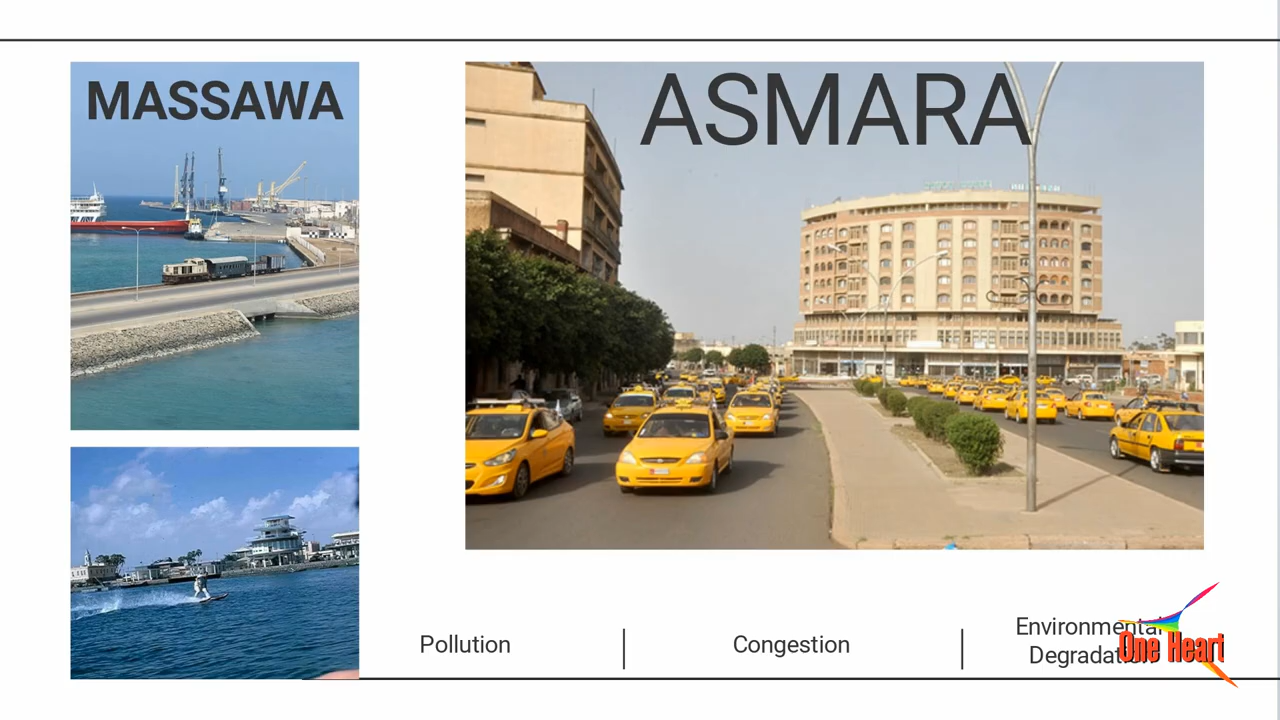 MASSAWA
ASMARA
Pollution
Congestion
Environmental
Degradation
One Heart